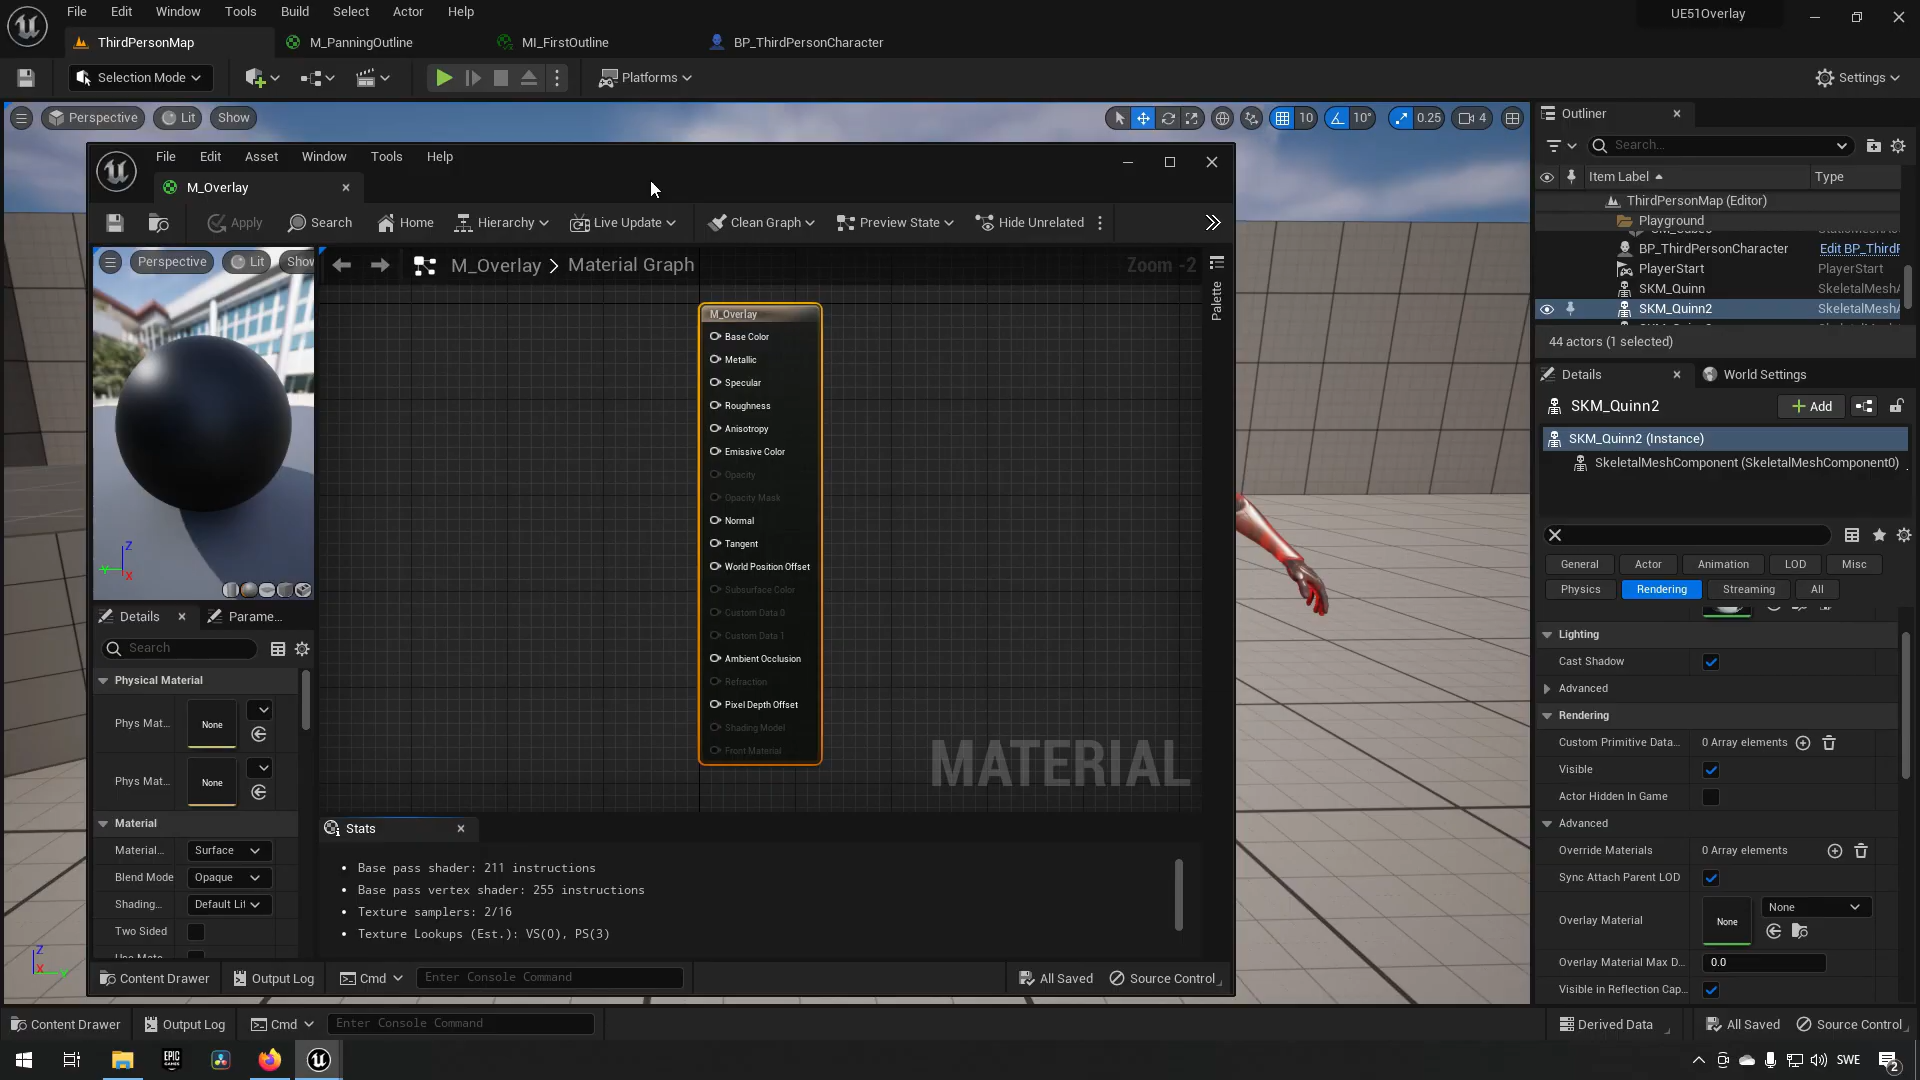 File Edit Window Tools Build Select Actor Help UE51Overlay
ThirdPersonMap M_PanningOutline MI_FirstOutline BP_ThirdPersonCharacter
Selection Mode Platforms Settings
Perspective Lit Show 10 10° 0.25 4
Outliner
Search...
Item Label Type
ThirdPersonMap (Editor)
Playground
BP_ThirdPersonCharacter Edit BP_ThirdP
PlayerStart PlayerStart
SKM_Quinn SkeletalMeshA
SKM_Quinn2 SkeletalMeshA
44 actors (1 selected)
Details World Settings
SKM_Quinn2 Add
SKM_Quinn2 (Instance)
SkeletalMeshComponent (SkeletalMeshComponent0)
General Actor Animation LOD Misc
Physics Rendering Streaming All
Lighting
Cast Shadow
Advanced
Rendering
Custom Primitive Data... 0 Array elements
Visible
Actor Hidden In Game
Advanced
Override Materials 0 Array elements
Sync Attach Parent LOD
Overlay Material None None
Overlay Material Max D... 0.0
Visible in Reflection Cap...
File Edit Asset Window Tools Help
M_Overlay
Apply Search Home Hierarchy Live Update Clean Graph Preview State Hide Unrelated
Perspective Lit Show
M_Overlay > Material Graph Zoom -2
Palette
M_Overlay
Base Color
Metallic
Specular
Roughness
Anisotropy
Emissive Color
Opacity
Opacity Mask
Normal
Tangent
World Position Offset
Subsurface Color
Custom Data 0
Custom Data 1
Ambient Occlusion
Refraction
Pixel Depth Offset
Shading Model
Front Material
MATERIAL
Z
Y
X
Details Parame...
Search
Physical Material
Phys Mat... None
Phys Mat... None
Material
Material... Surface
Blend Mode Opaque
Shading... Default Lit
Two Sided
Stats
• Base pass shader: 211 instructions
• Base pass vertex shader: 255 instructions
• Texture samplers: 2/16
• Texture Lookups (Est.): VS(0), PS(3)
Content Drawer Output Log Cmd Enter Console Command All Saved Source Control
Z
X
Y
Content Drawer Output Log Cmd Enter Console Command Derived Data All Saved Source Control
EPIC GAMES SWE 2